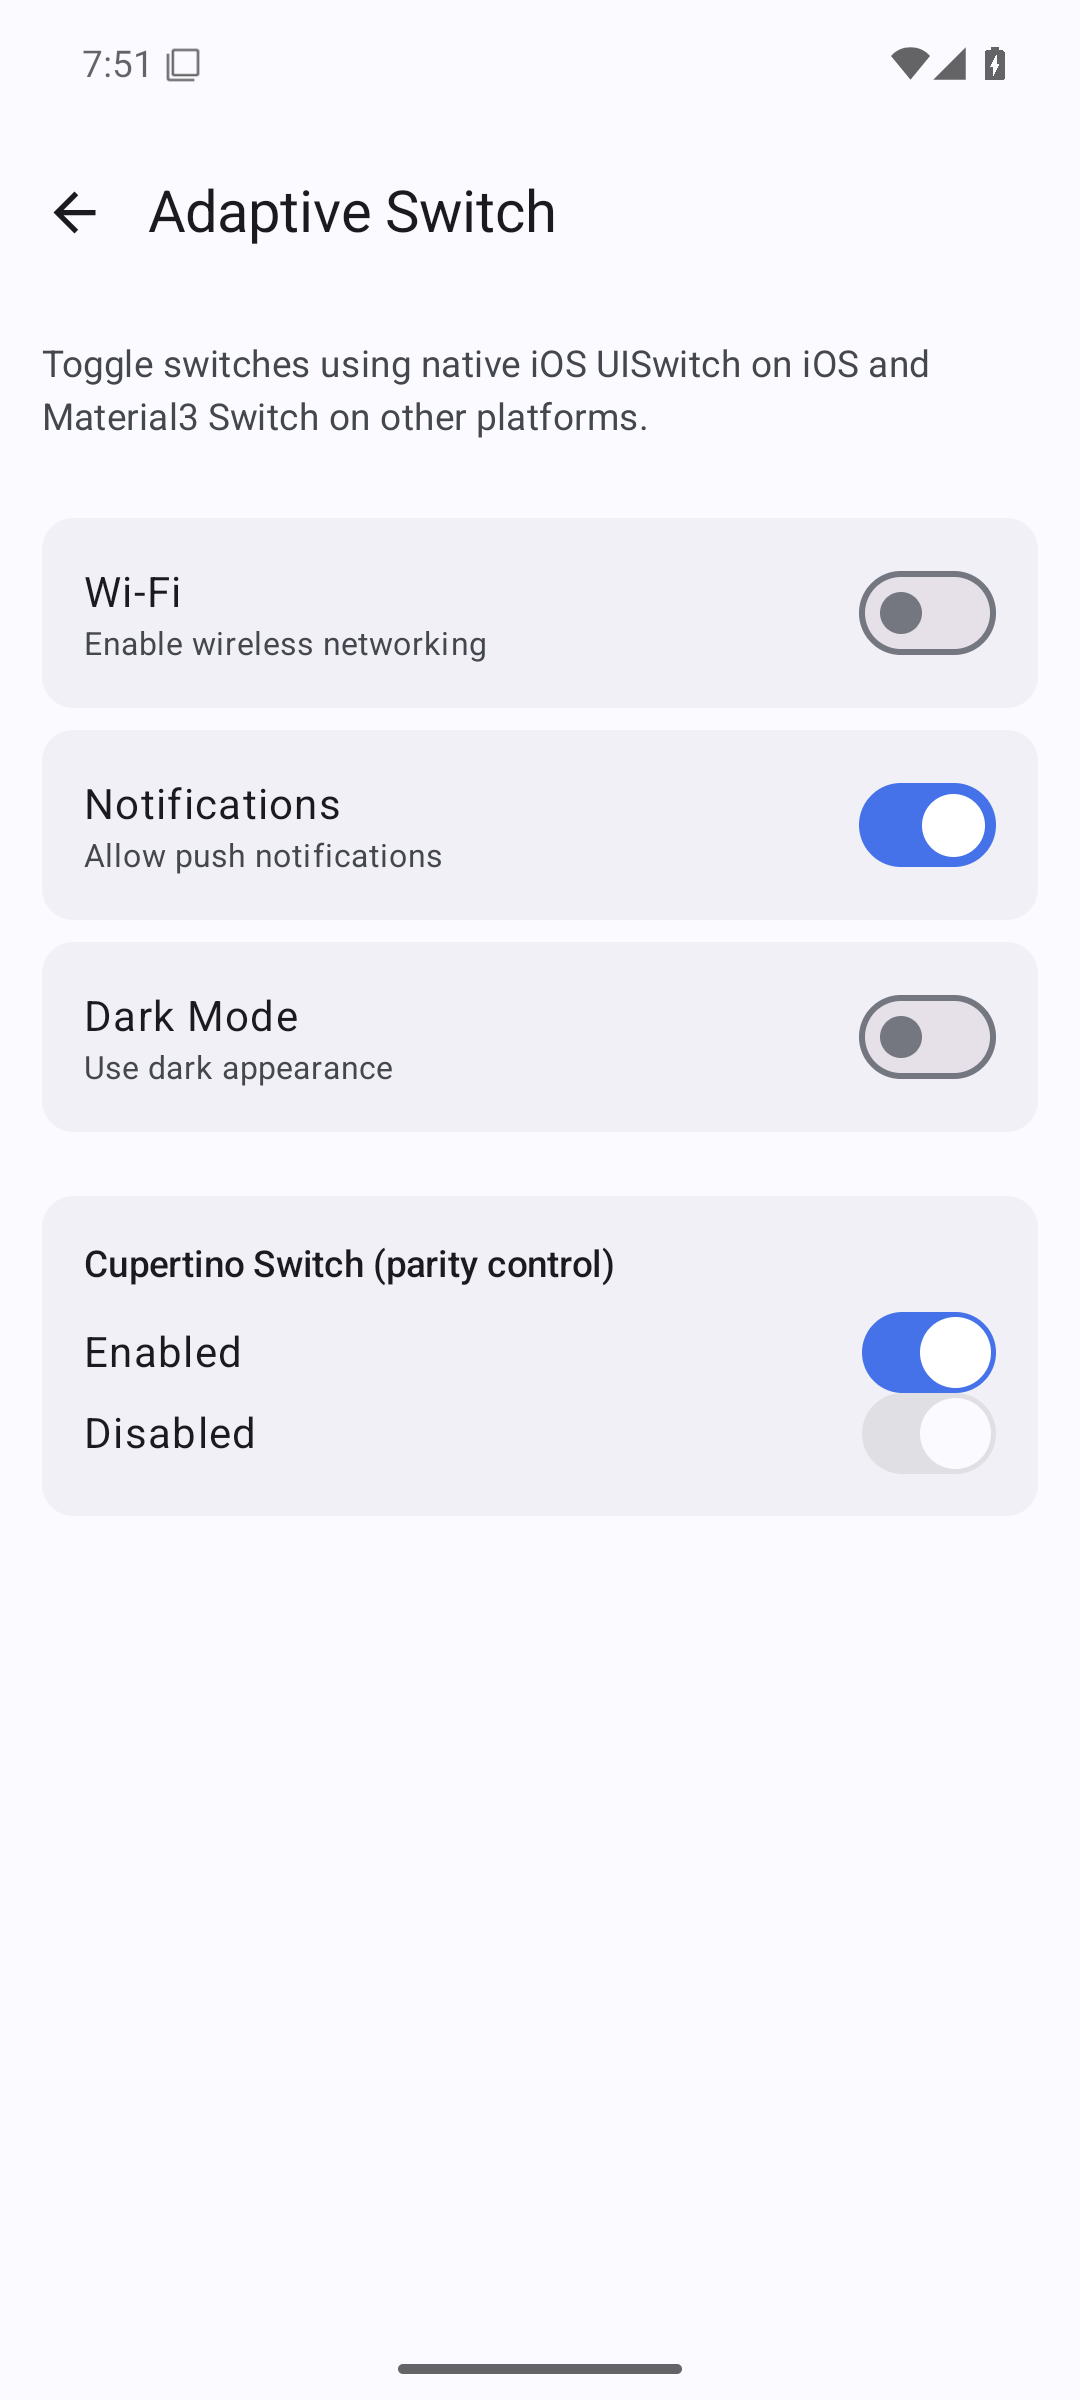 7:51
Adaptive Switch
Toggle switches using native iOS UISwitch on iOS and
Material3 Switch on other platforms.
Wi-Fi
Enable wireless networking
Notifications
Allow push notifications
Dark Mode
Use dark appearance
Cupertino Switch (parity control)
Enabled
Disabled